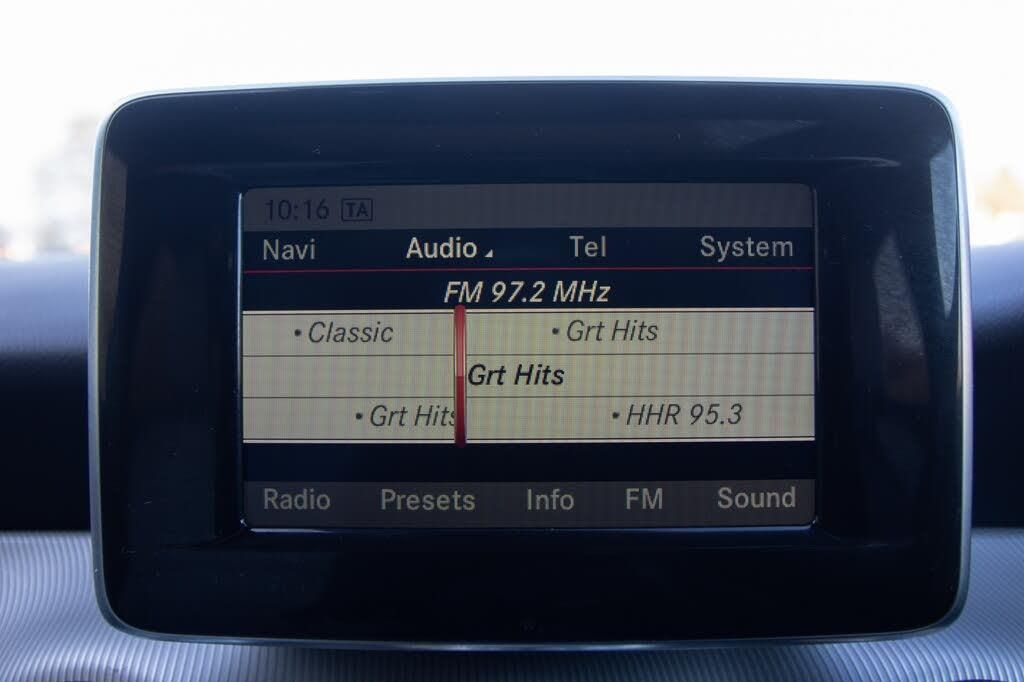 10:16 TA
Navi Audio Tel System
FM 97.2 MHz
• Classic • Grt Hits
Grt Hits
• Grt Hits • HHR 95.3
Radio Presets Info FM Sound